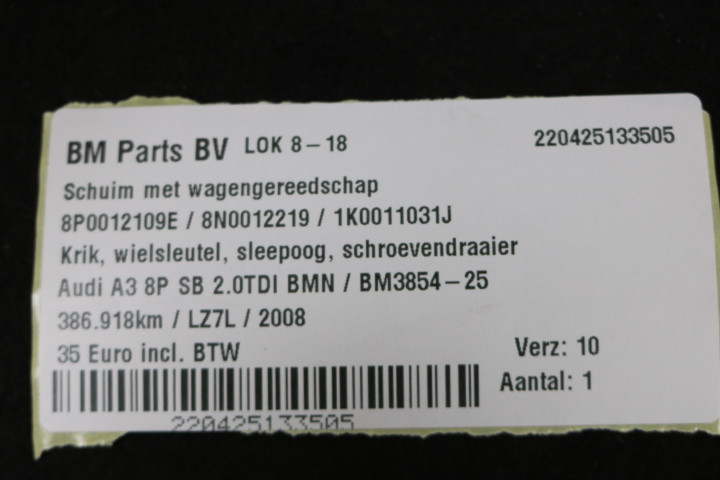 BM Parts BV LOK 8-18 220425133505
Schuim met wagengereedschap
8P0012109E / 8N0012219 / 1K0011031J
Krik, wielsleutel, sleepoog, schroevendraaier
Audi A3 8P SB 2.0TDI BMN / BM3854-25
386.918km / LZ7L / 2008
35 Euro incl. BTW Verz: 10
Aantal: 1
220425133505